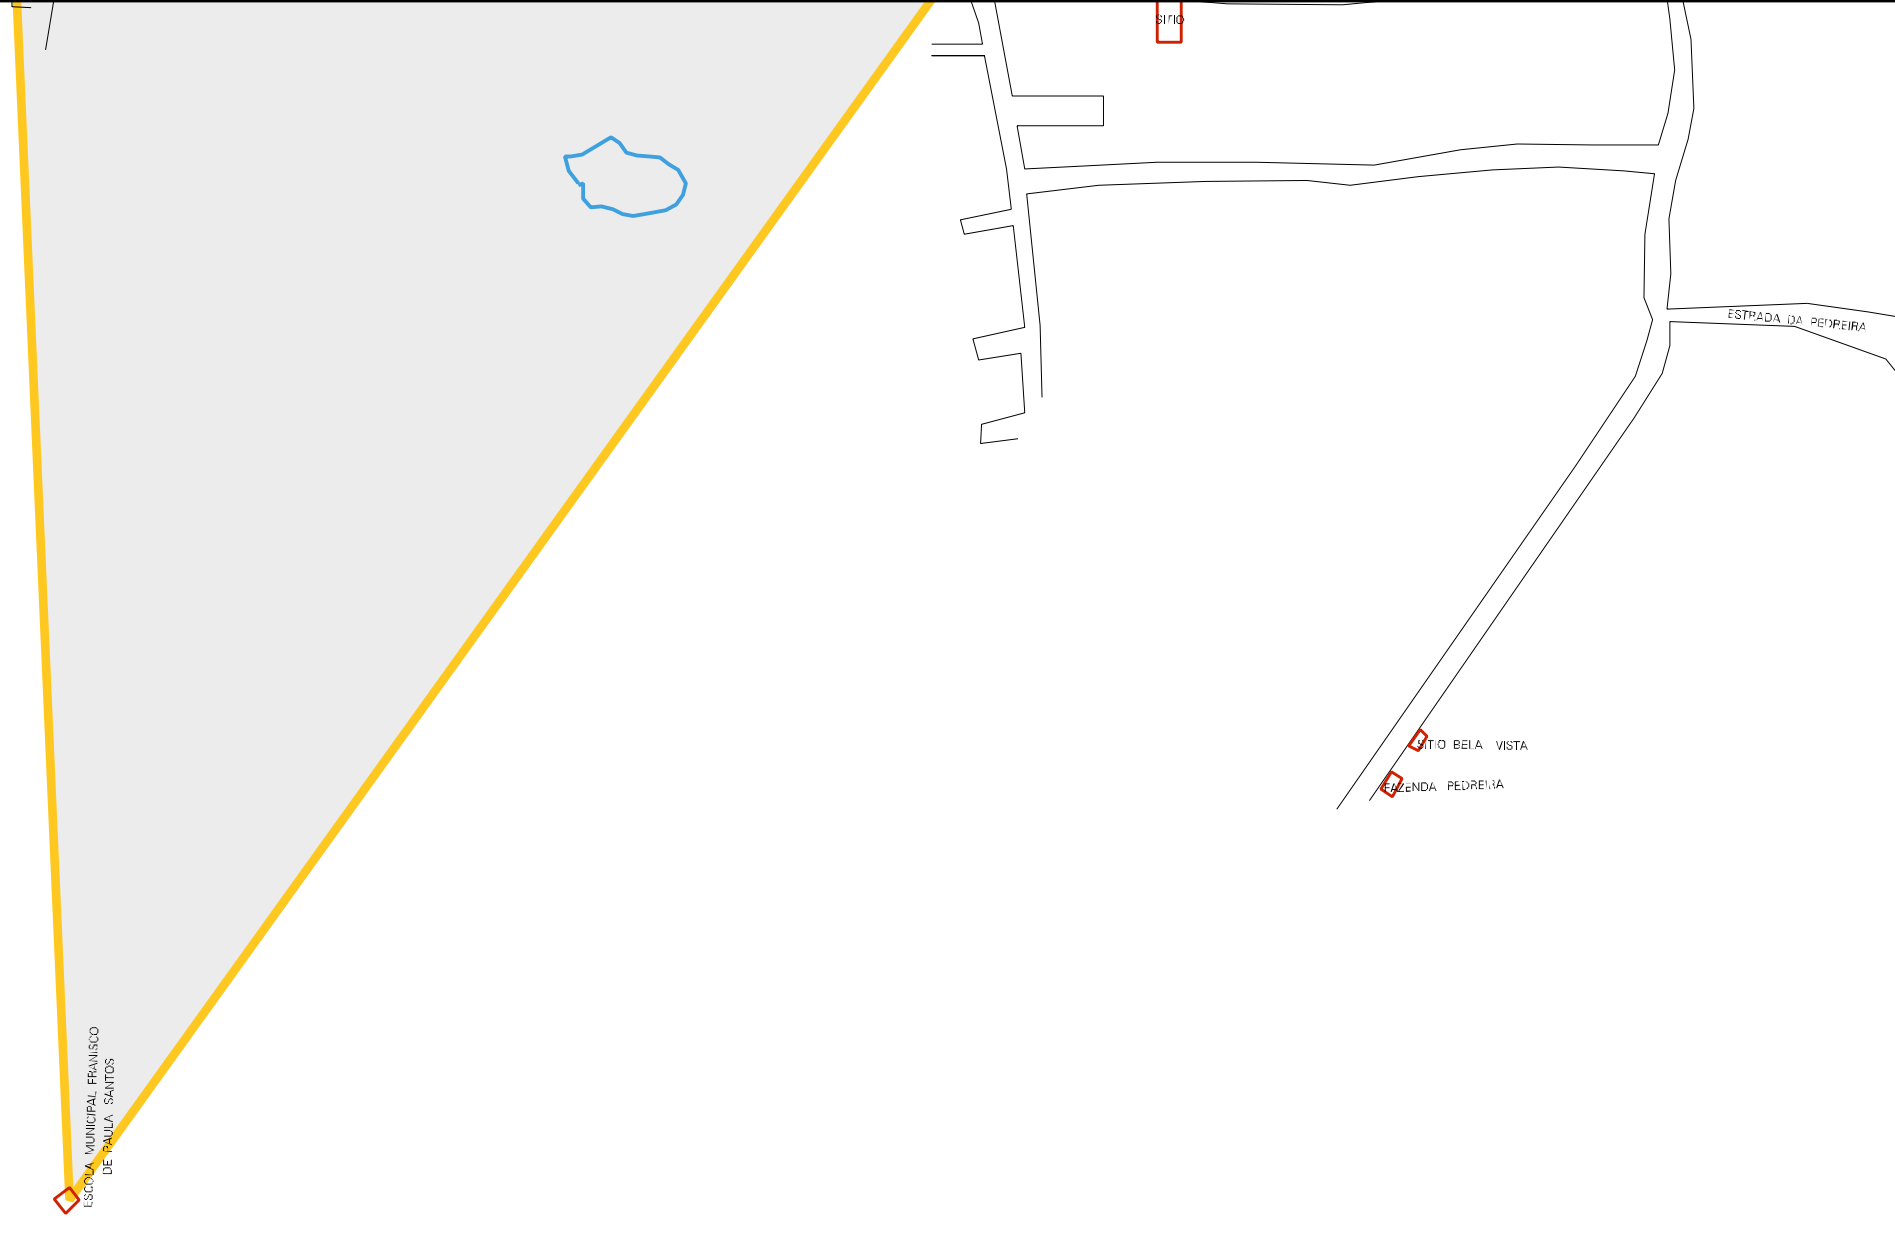 SITIO
ESTRADA DA PEDREIRA
SITIO BELA VISTA
FAZENDA PEDREIRA
ESCOLA MUNICIPAL FRANISCO
DE PAULA SANTOS